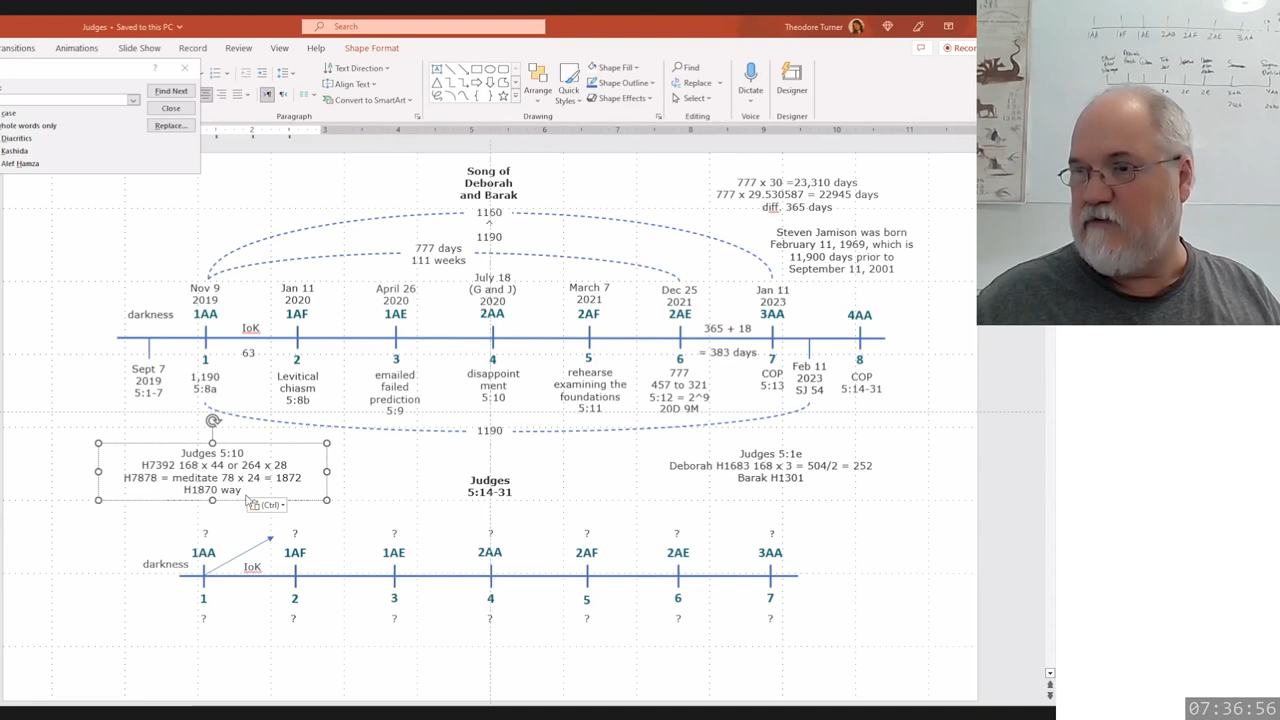 Judges • Saved to this PC
Search
Theodore Turner
ansitions Animations Slide Show Record Review View Help Shape Format
Recor
Text Direction
Align Text
Convert to SmartArt
Paragraph
Arrange
Quick
Styles
Shape Fill
Shape Outline
Shape Effects
Drawing
Find
Replace
Select
Editing
Dictate
Voice
Designer
Designer
?
Find Next
Close
Replace...
case
hole words only
Diacritics
Kashida
Alef Hamza
2 3 4 5 6 7 8 9 10 11
Song of
Deborah
and Barak
1160
^
1190
777 days
111 weeks
777 x 30 =23,310 days
777 x 29.530587 = 22945 days
diff. 365 days
Steven Jamison was born
February 11, 1969, which is
11,900 days prior to
September 11, 2001
Nov 9
2019
1AA
Jan 11
2020
1AF
April 26
2020
1AE
July 18
(G and J)
2020
2AA
March 7
2021
2AF
Dec 25
2021
2AE
Jan 11
2023
3AA
4AA
darkness
IoK
63
365 + 18
= 383 days
1 2 3 4 5 6 7 8
Sept 7
2019
5:1-7
1,190
5:8a
Levitical
chiasm
5:8b
emailed
failed
prediction
5:9
disappoint
ment
5:10
rehearse
examining the
foundations
5:11
777
457 to 321
5:12 = 2^9
20D 9M
COP
5:13
Feb 11
2023
SJ 54
COP
5:14-31
1190
Judges 5:10
H7392 168 x 44 or 264 x 28
H7878 = meditate 78 x 24 = 1872
H1870 way
(Ctrl)
Judges
5:14-31
Judges 5:1e
Deborah H1683 168 x 3 = 504/2 = 252
Barak H1301
? ? ? ? ? ? ?
1AA 1AF 1AE 2AA 2AF 2AE 3AA
darkness
IoK
1 2 3 4 5 6 7
? ? ? ? ? ? ?
07:36:56